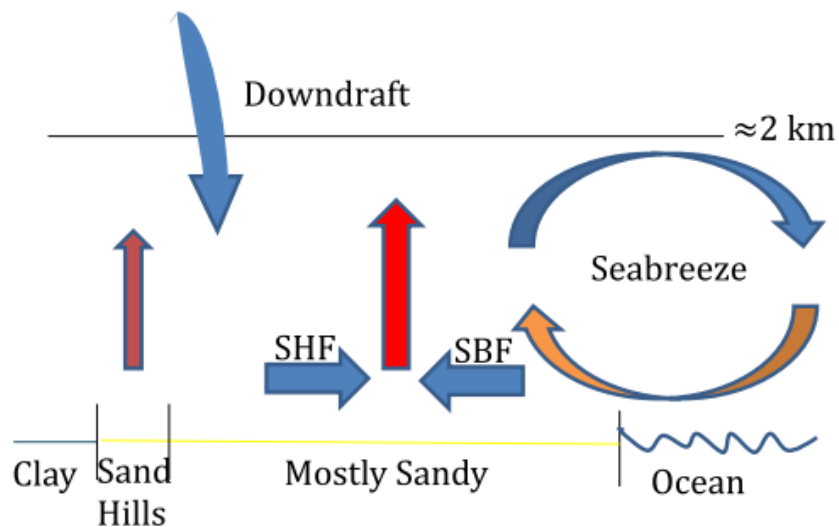 Downdraft
≈2 km
Seabreeze
SHF
SBF
Clay
Sand
Hills
Mostly Sandy
Ocean